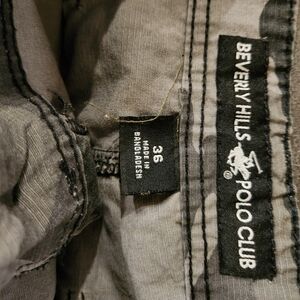 BEVERLY HILLS
POLO CLUB
®
36
MADE IN
BANGLADESH